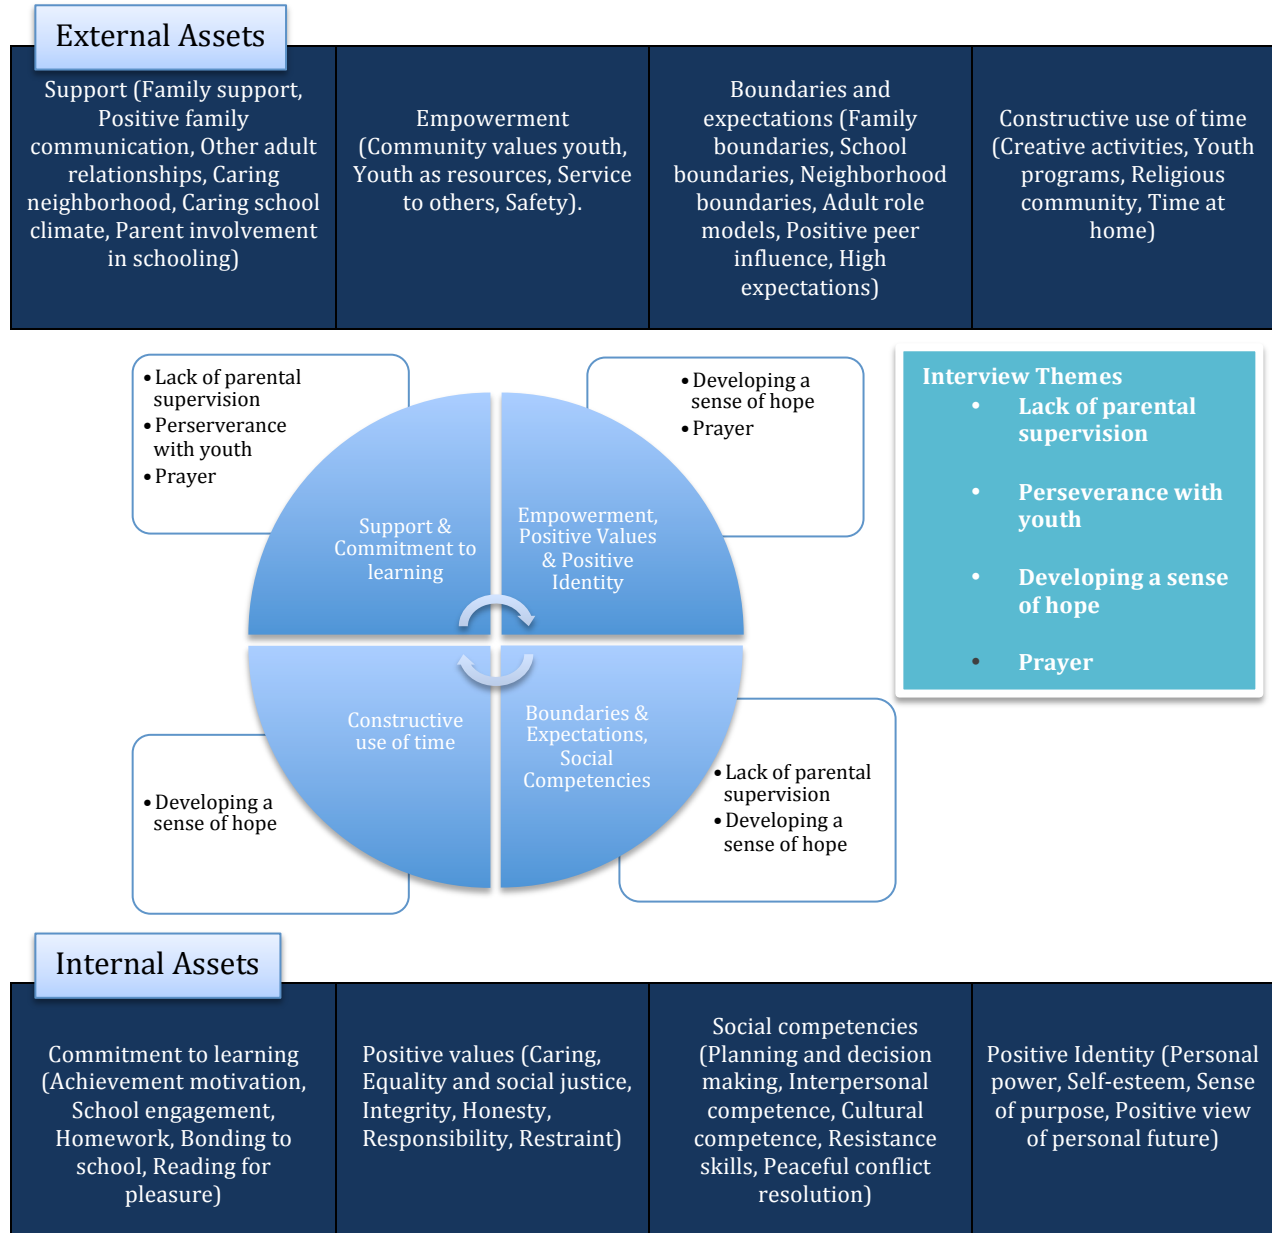 External Assets
Support (Family support,
Positive family
communication, Other adult
relationships, Caring
neighborhood, Caring school
climate, Parent involvement
in schooling)
Empowerment
(Community values youth,
Youth as resources, Service
to others, Safety).
Boundaries and
expectations (Family
boundaries, School
boundaries, Neighborhood
boundaries, Adult role
models, Positive peer
influence, High
expectations)
Constructive use of time
(Creative activities, Youth
programs, Religious
community, Time at
home)
• Lack of parental
supervision
• Perserverance
with youth
• Prayer
• Developing a
sense of hope
• Prayer
Support &
Commitment to
learning
Empowerment,
Positive Values
& Positive
Identity
Interview Themes
• Lack of parental
supervision
• Perseverance with
youth
• Developing a sense
of hope
• Prayer
Constructive
use of time
Boundaries &
Expectations,
Social
Competencies
• Developing a
sense of hope
• Lack of parental
supervision
• Developing a
sense of hope
Internal Assets
Commitment to learning
(Achievement motivation,
School engagement,
Homework, Bonding to
school, Reading for
pleasure)
Positive values (Caring,
Equality and social justice,
Integrity, Honesty,
Responsibility, Restraint)
Social competencies
(Planning and decision
making, Interpersonal
competence, Cultural
competence, Resistance
skills, Peaceful conflict
resolution)
Positive Identity (Personal
power, Self-esteem, Sense
of purpose, Positive view
of personal future)